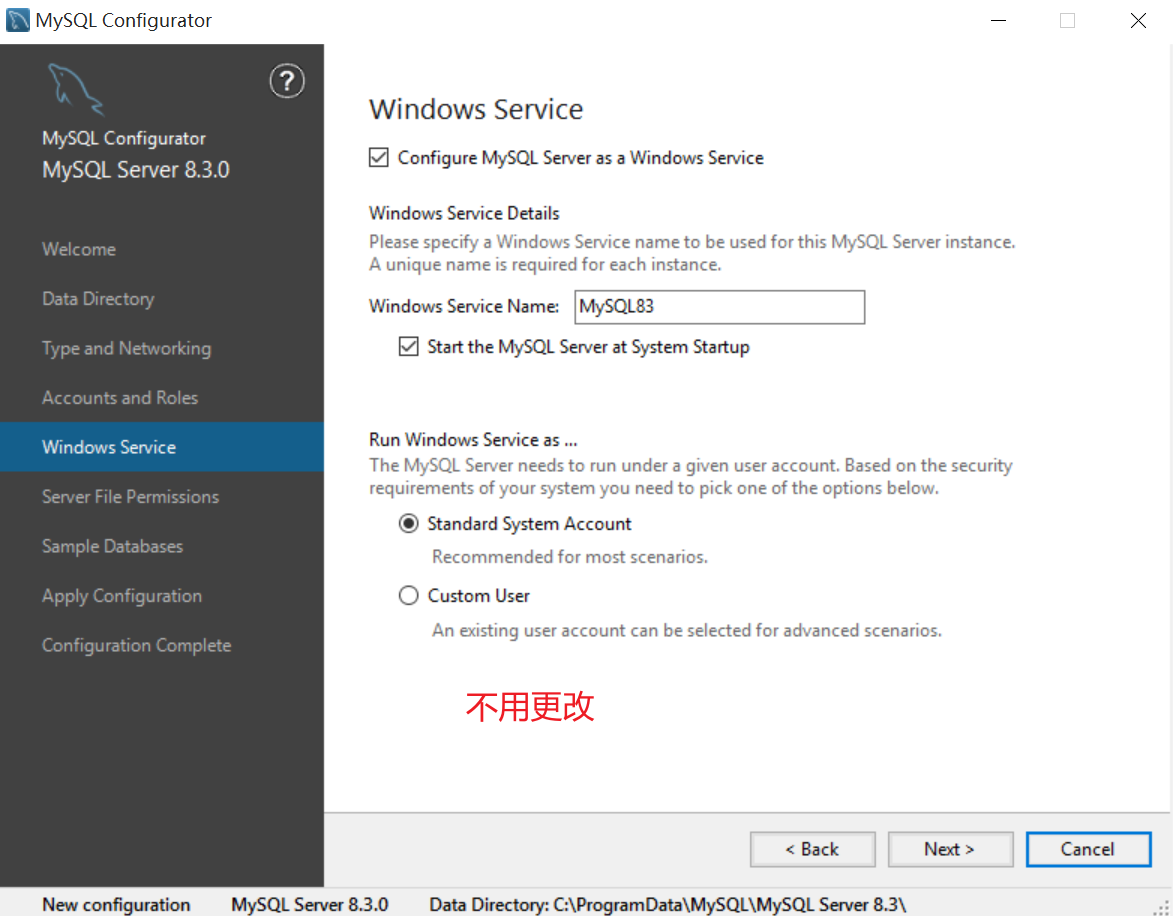 MySQL Configurator
?
MySQL Configurator
MySQL Server 8.3.0
Welcome
Data Directory
Type and Networking
Accounts and Roles
Windows Service
Server File Permissions
Sample Databases
Apply Configuration
Configuration Complete
Windows Service
Configure MySQL Server as a Windows Service
Windows Service Details
Please specify a Windows Service name to be used for this MySQL Server instance.
A unique name is required for each instance.
Windows Service Name: MySQL83
Start the MySQL Server at System Startup
Run Windows Service as ...
The MySQL Server needs to run under a given user account. Based on the security
requirements of your system you need to pick one of the options below.
Standard System Account
Recommended for most scenarios.
Custom User
An existing user account can be selected for advanced scenarios.
不用更改
< Back Next > Cancel
New configuration MySQL Server 8.3.0 Data Directory: C:\ProgramData\MySQL\MySQL Server 8.3\